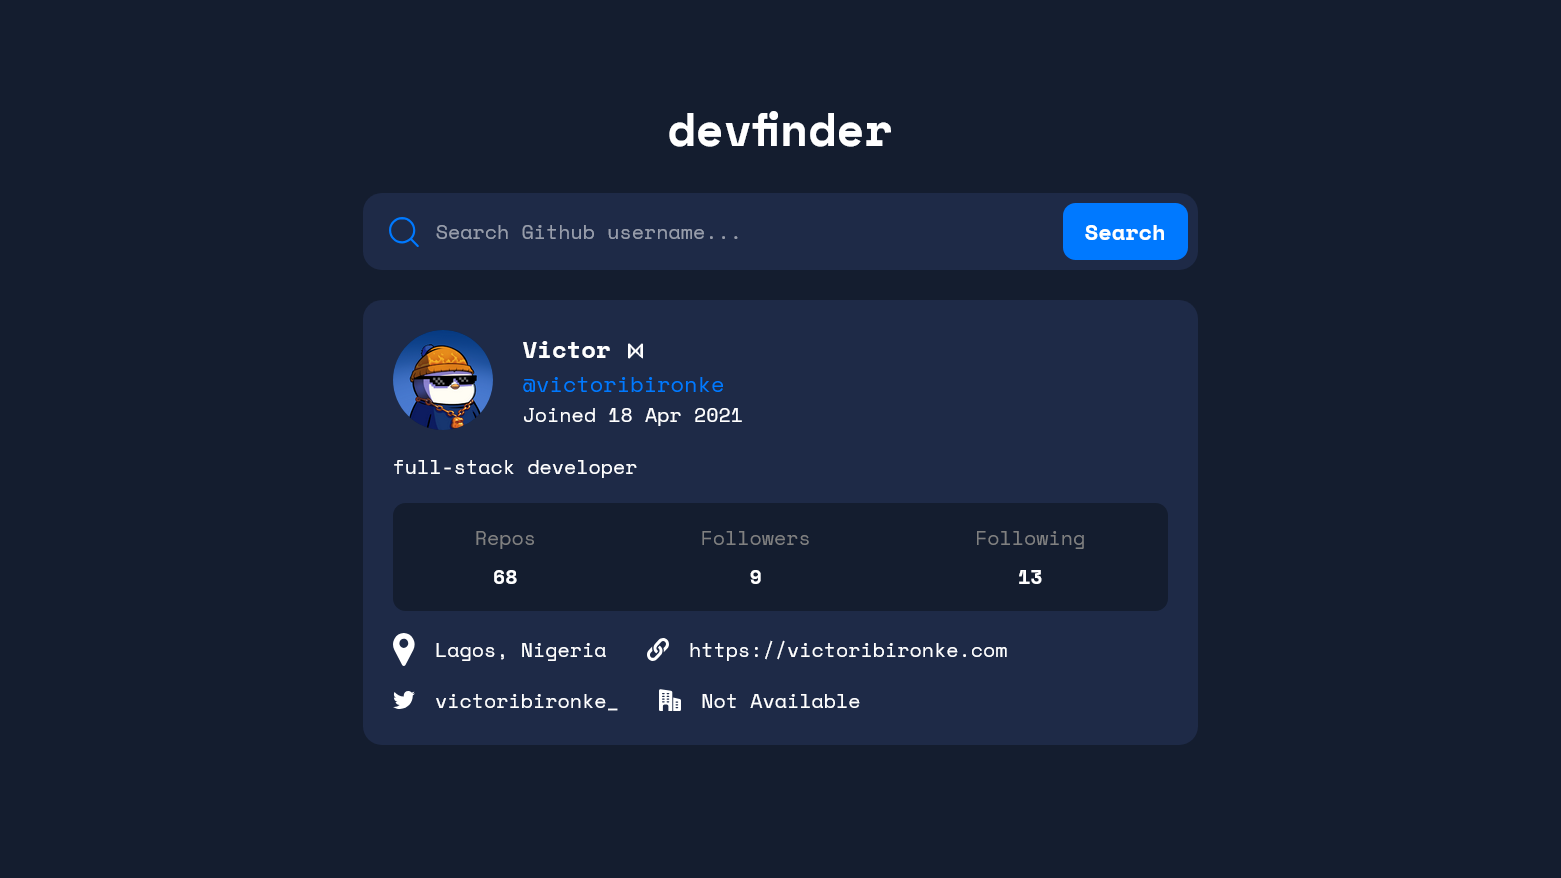 devfinder
Search Github username...
Search
Victor ⋈
@victoribironke
Joined 18 Apr 2021
full-stack developer
Repos Followers Following
68 9 13
Lagos, Nigeria https://victoribironke.com
victoribironke_ Not Available